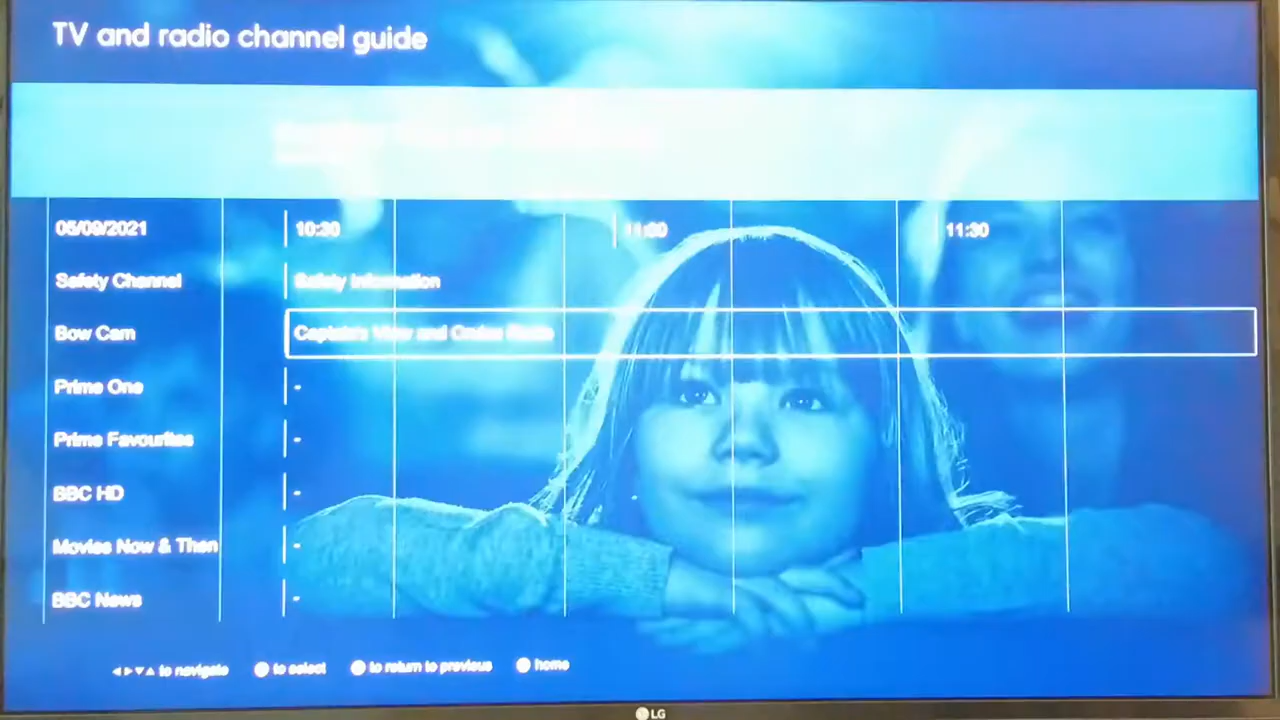 TV and radio channel guide
05/09/2021 10:30 11:00 11:30
Safety Channel Safety Information
Bow Cam Captain's View and Onbus Route
Prime One -
Prime Favourites -
BBC HD -
Movies Now & Then -
BBC News -
to navigate to select to return to previous home
LG